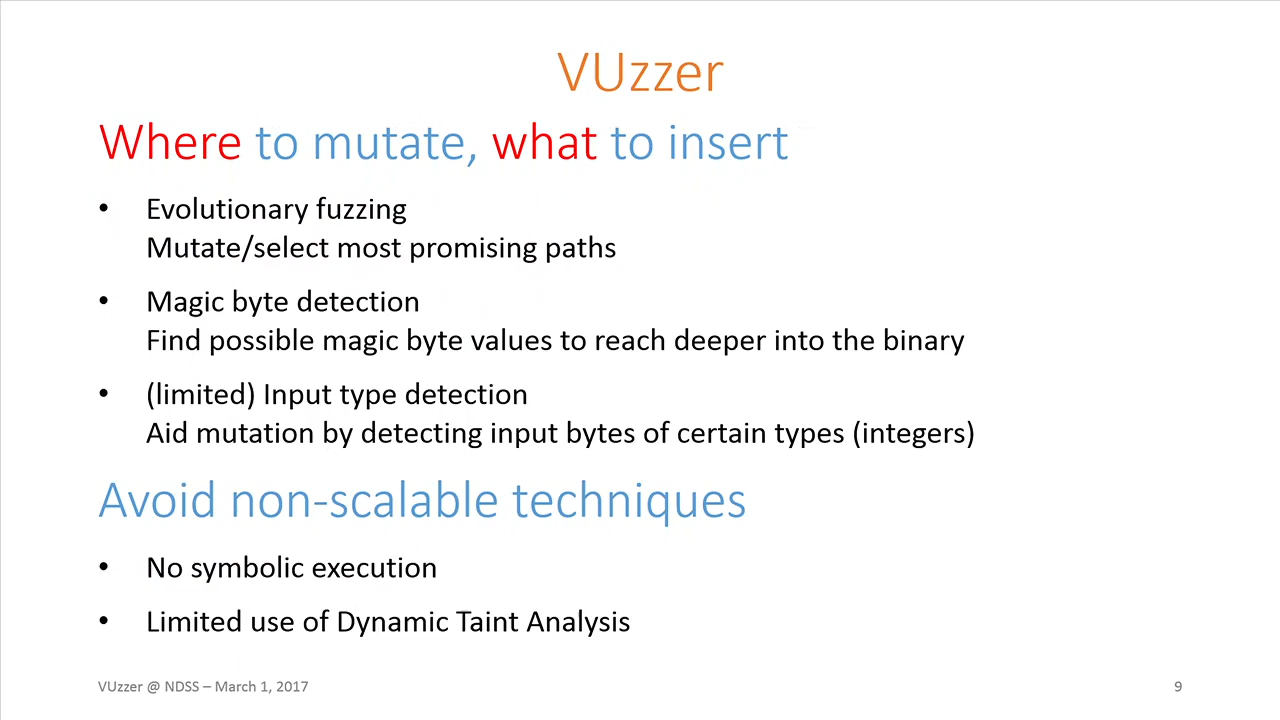 VUzzer
Where to mutate, what to insert
• Evolutionary fuzzing
Mutate/select most promising paths
• Magic byte detection
Find possible magic byte values to reach deeper into the binary
• (limited) Input type detection
Aid mutation by detecting input bytes of certain types (integers)
Avoid non-scalable techniques
• No symbolic execution
• Limited use of Dynamic Taint Analysis
VUzzer @ NDSS – March 1, 2017
9